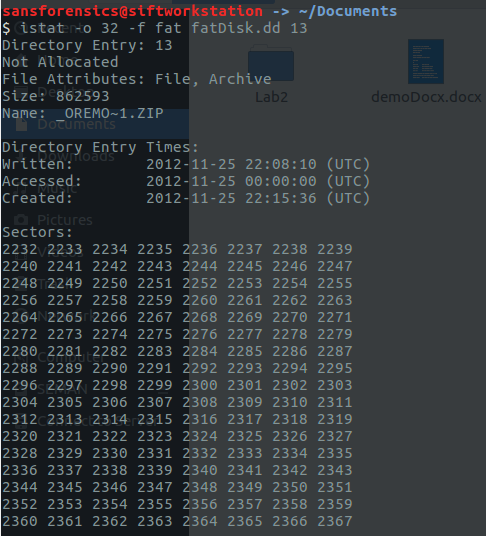 sansforensics@siftworkstation -> ~/Documents
$ istat -o 32 -f fat fatDisk.dd 13
Directory Entry: 13
Not Allocated
File Attributes: File, Archive
Size: 862593
Name: _OREMO~1.ZIP
Lab2
demoDocx.docx
Documents
Downloads
Music
Pictures
Directory Entry Times:
Written: 2012-11-25 22:08:10 (UTC)
Accessed: 2012-11-25 00:00:00 (UTC)
Created: 2012-11-25 22:15:36 (UTC)
Sectors:
2232 2233 2234 2235 2236 2237 2238 2239
2240 2241 2242 2243 2244 2245 2246 2247
2248 2249 2250 2251 2252 2253 2254 2255
2256 2257 2258 2259 2260 2261 2262 2263
2264 2265 2266 2267 2268 2269 2270 2271
2272 2273 2274 2275 2276 2277 2278 2279
2280 2281 2282 2283 2284 2285 2286 2287
2288 2289 2290 2291 2292 2293 2294 2295
2296 2297 2298 2299 2300 2301 2302 2303
2304 2305 2306 2307 2308 2309 2310 2311
2312 2313 2314 2315 2316 2317 2318 2319
2320 2321 2322 2323 2324 2325 2326 2327
2328 2329 2330 2331 2332 2333 2334 2335
2336 2337 2338 2339 2340 2341 2342 2343
2344 2345 2346 2347 2348 2349 2350 2351
2352 2353 2354 2355 2356 2357 2358 2359
2360 2361 2362 2363 2364 2365 2366 2367